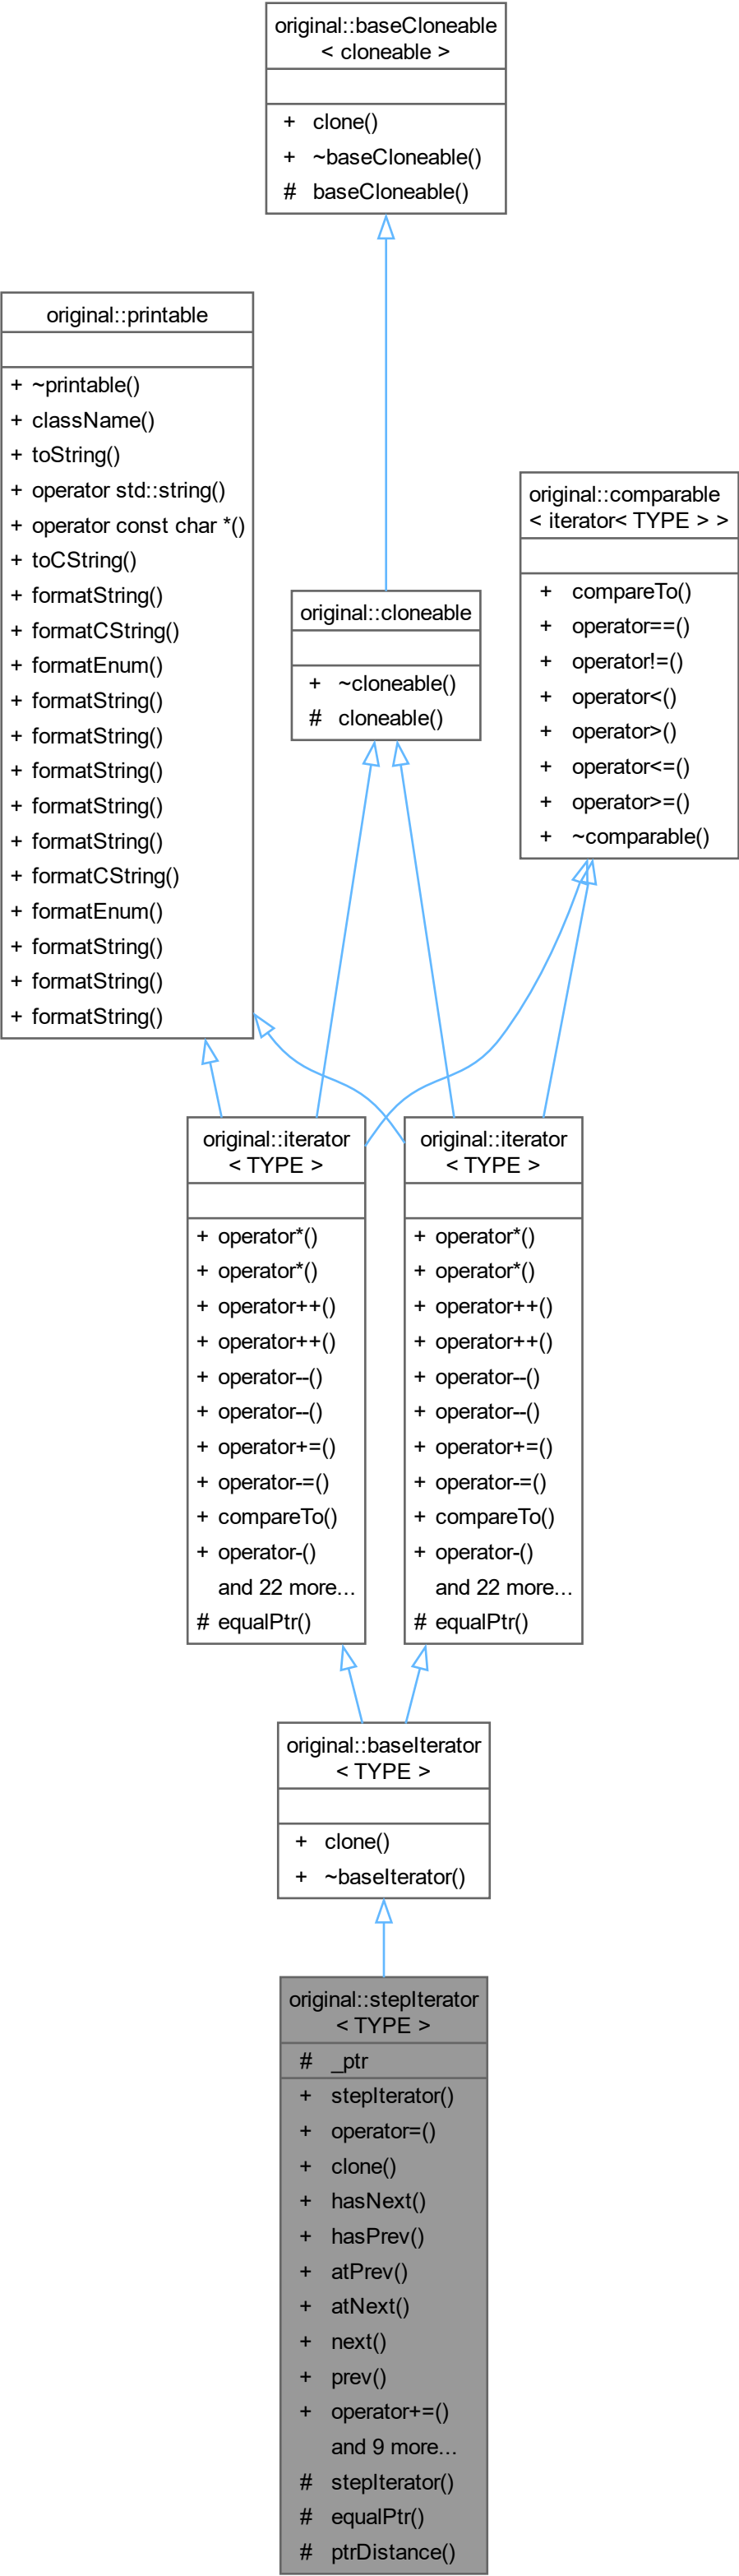 original::baseCloneable
< cloneable >
+ clone()
+ ~baseCloneable()
# baseCloneable()
original::printable
+ ~printable()
+ className()
+ toString()
+ operator std::string()
+ operator const char *()
+ toCString()
+ formatString()
+ formatCString()
+ formatEnum()
+ formatString()
+ formatString()
+ formatString()
+ formatString()
+ formatString()
+ formatCString()
+ formatEnum()
+ formatString()
+ formatString()
+ formatString()
original::comparable
< iterator< TYPE > >
+ compareTo()
+ operator==()
+ operator!=()
+ operator<()
+ operator>()
+ operator<=()
+ operator>=()
+ ~comparable()
original::cloneable
+ ~cloneable()
# cloneable()
original::iterator
< TYPE >
+ operator*()
+ operator*()
+ operator++()
+ operator++()
+ operator--()
+ operator--()
+ operator+=()
+ operator-=()
+ compareTo()
+ operator-()
and 22 more...
# equalPtr()
original::iterator
< TYPE >
+ operator*()
+ operator*()
+ operator++()
+ operator++()
+ operator--()
+ operator--()
+ operator+=()
+ operator-=()
+ compareTo()
+ operator-()
and 22 more...
# equalPtr()
original::baseIterator
< TYPE >
+ clone()
+ ~baseIterator()
original::stepIterator
< TYPE >
# _ptr
+ stepIterator()
+ operator=()
+ clone()
+ hasNext()
+ hasPrev()
+ atPrev()
+ atNext()
+ next()
+ prev()
+ operator+=()
and 9 more...
# stepIterator()
# equalPtr()
# ptrDistance()